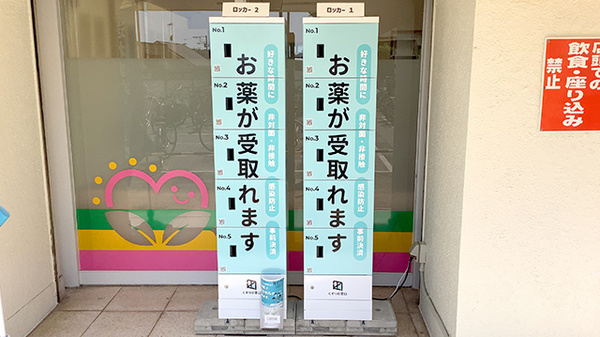 ロッカー 2
No.1
No.2
No.3
No.4
No.5
お薬が受取れます
好きな時間に
非対面・非接触
感染防止
事前決済
ロッカー 1
No.1
No.2
No.3
No.4
No.5
お薬が受取れます
好きな時間に
非対面・非接触
感染防止
事前決済
店頭での
飲食・座り込み
禁止